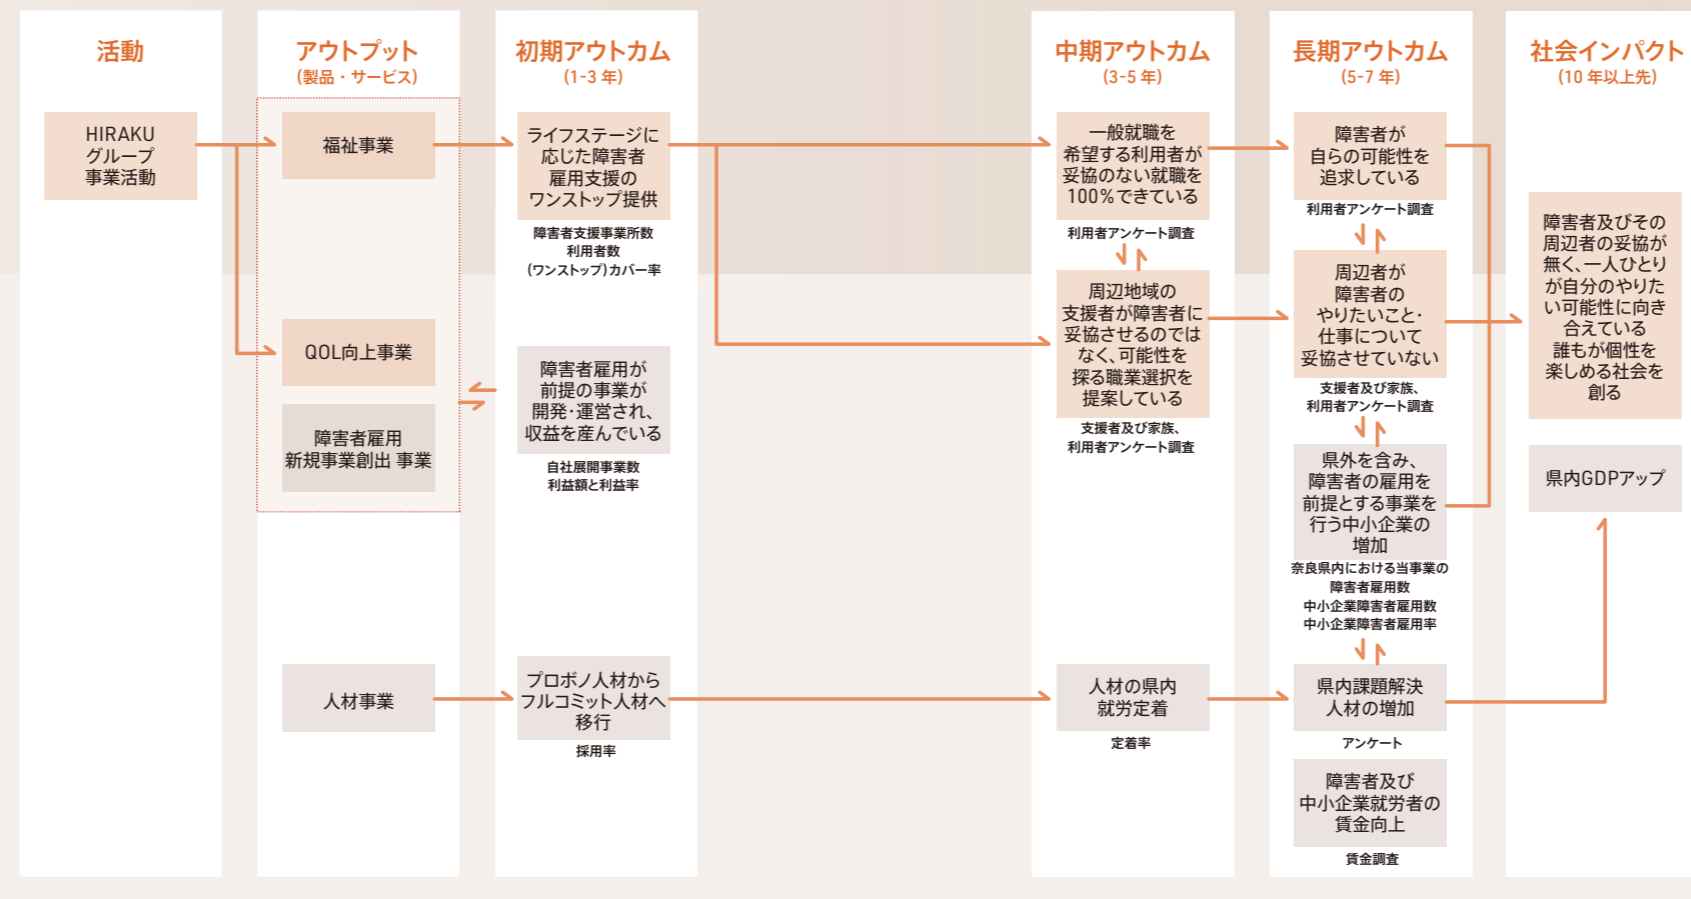 活動
HIRAKU
グループ
事業活動
アウトプット
(製品・サービス)
福祉事業
QOL向上事業
障害者雇用
新規事業創出 事業
人材事業
初期アウトカム
(1-3 年)
ライフステージに
応じた障害者
雇用支援の
ワンストップ提供
障害者支援事業所数
利用者数
(ワンストップ)カバー率
障害者雇用が
前提の事業が
開発・運営され、
収益を産んでいる
自社展開事業数
利益額と利益率
プロボノ人材から
フルコミット人材へ
移行
採用率
中期アウトカム
(3-5 年)
一般就職を
希望する利用者が
妥協のない就職を
100%できている
利用者アンケート調査
周辺地域の
支援者が障害者に
妥協させるのでは
なく、可能性を
探る職業選択を
提案している
支援者及び家族、
利用者アンケート調査
人材の県内
就労定着
定着率
長期アウトカム
(5-7 年)
障害者が
自らの可能性を
追求している
利用者アンケート調査
周辺者が
障害者の
やりたいこと・
仕事について
妥協させていない
支援者及び家族、
利用者アンケート調査
県外を含み、
障害者の雇用を
前提とする事業を
行う中小企業の
増加
奈良県内における当事業の
障害者雇用数
中小企業障害者雇用数
中小企業障害者雇用率
県内課題解決
人材の増加
アンケート
障害者及び
中小企業就労者の
賃金向上
賃金調査
社会インパクト
(10 年以上先)
障害者及びその
周辺者の妥協が
無く、一人ひとり
が自分のやりた
い可能性に向き
合えている
誰もが個性を
楽しめる社会を
創る
県内GDPアップ